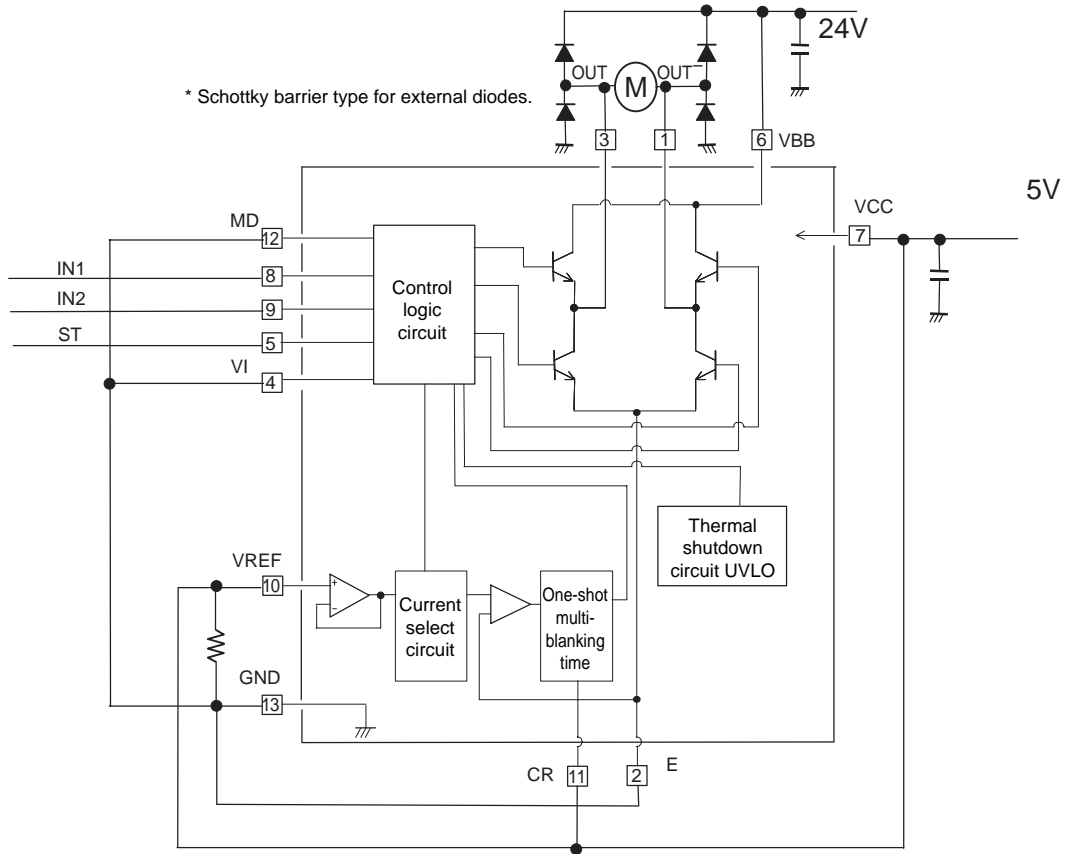 24V
OUT
M
OUT‾
* Schottky barrier type for external diodes.
3
1
6
VBB
5V
VCC
7
MD
12
IN1
8
IN2
9
ST
5
VI
4
Control
logic
circuit
Thermal
shutdown
circuit UVLO
VREF
10
+
−
Current
select
circuit
One-shot
multi-
blanking
time
GND
13
CR
11
2
E